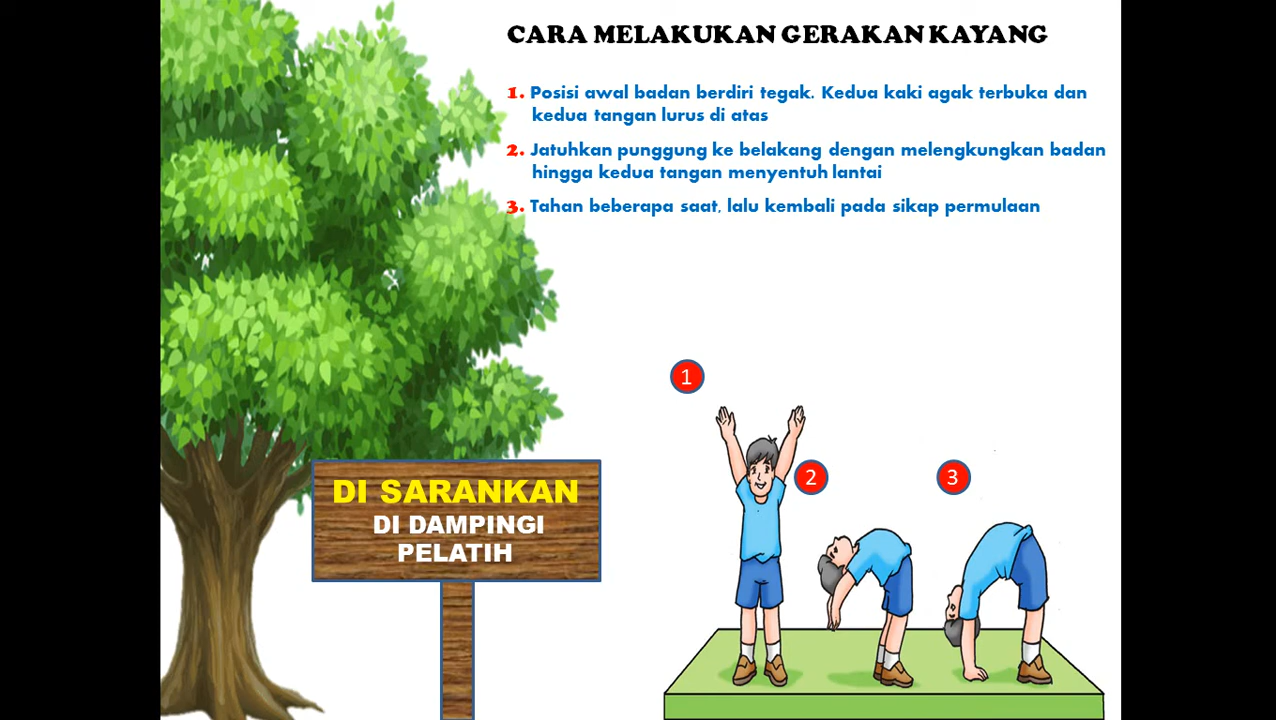 CARA MELAKUKAN GERAKAN KAYANG
1. Posisi awal badan berdiri tegak. Kedua kaki agak terbuka dan
kedua tangan lurus di atas
2. Jatuhkan punggung ke belakang dengan melengkungkan badan
hingga kedua tangan menyentuh lantai
3. Tahan beberapa saat, lalu kembali pada sikap permulaan
1
2
3
DI SARANKAN
DI DAMPINGI
PELATIH